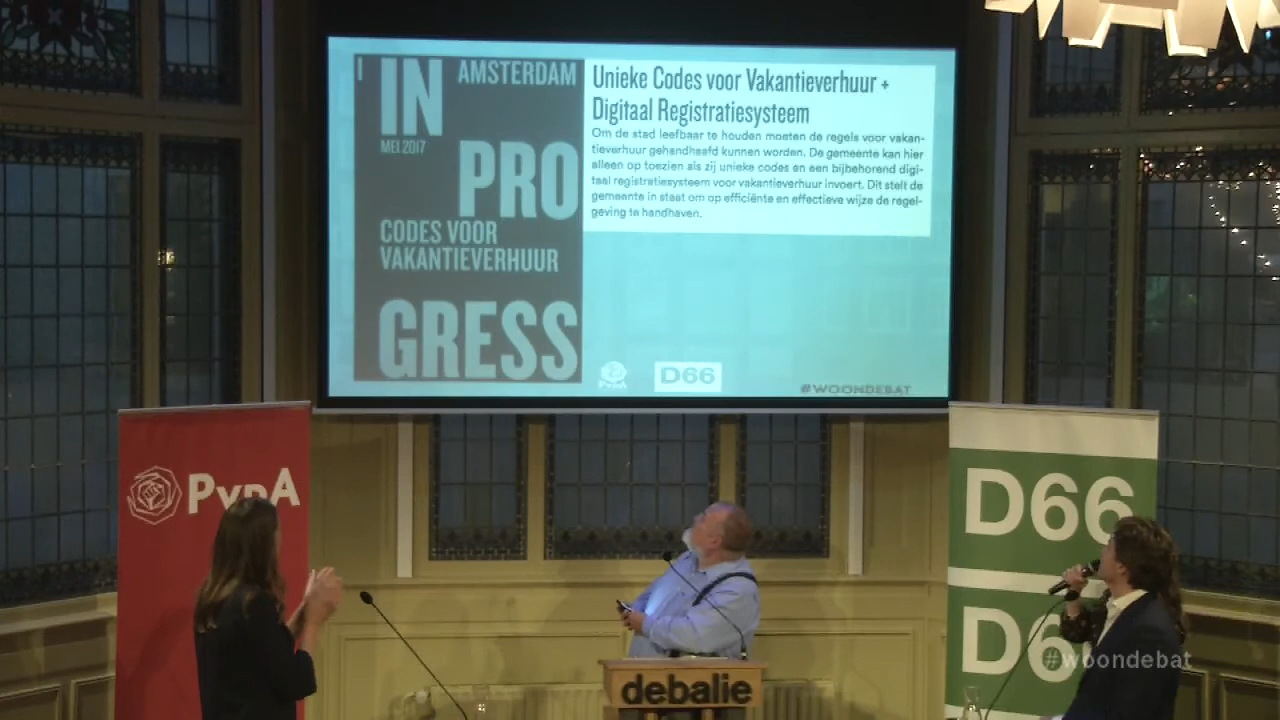 IN
AMSTERDAM
MEI 2017
PRO
CODES VOOR
VAKANTIEVERHUUR
GRESS
Unieke Codes voor Vakantieverhuur +
Digitaal Registratiesysteem
Om de stad leefbaar te houden moeten de regels voor vakan-
tieverhuur gehandhaafd kunnen worden. De gemeente kan hier
alleen op toezien als zij unieke codes en een bijbehorend digi-
taal registratiesysteem voor vakantieverhuur invoert. Dit stelt de
gemeente in staat om op efficiënte en effectieve wijze de regel-
geving te handhaven.
PvdA
D66
#WOONDEBAT
PvdA
D66
D6
#woondebat
debalie